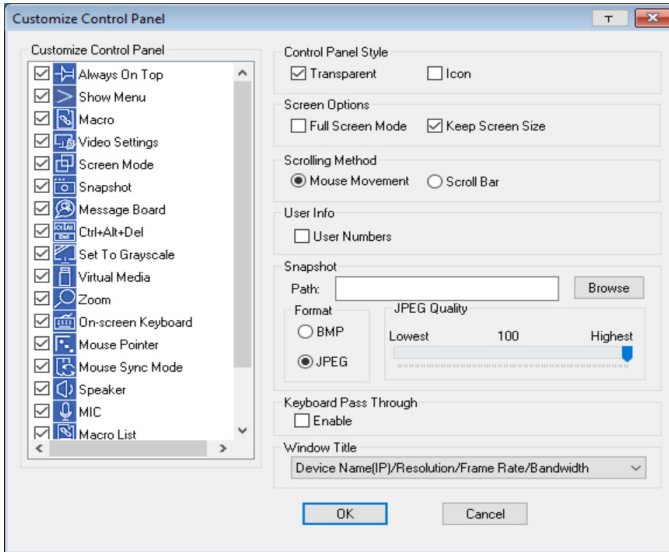 Customize Control Panel
Customize Control Panel
Always On Top
Show Menu
Macro
Video Settings
Screen Mode
Snapshot
Message Board
Ctrl+Alt+Del
Set To Grayscale
Virtual Media
Zoom
On-screen Keyboard
Mouse Pointer
Mouse Sync Mode
Speaker
MIC
Macro List
Control Panel Style
Transparent Icon
Screen Options
Full Screen Mode Keep Screen Size
Scrolling Method
Mouse Movement Scroll Bar
User Info
User Numbers
Snapshot
Path: Browse
Format
BMP
JPEG
JPEG Quality
Lowest 100 Highest
Keyboard Pass Through
Enable
Window Title
Device Name(IP)/Resolution/Frame Rate/Bandwidth
OK Cancel